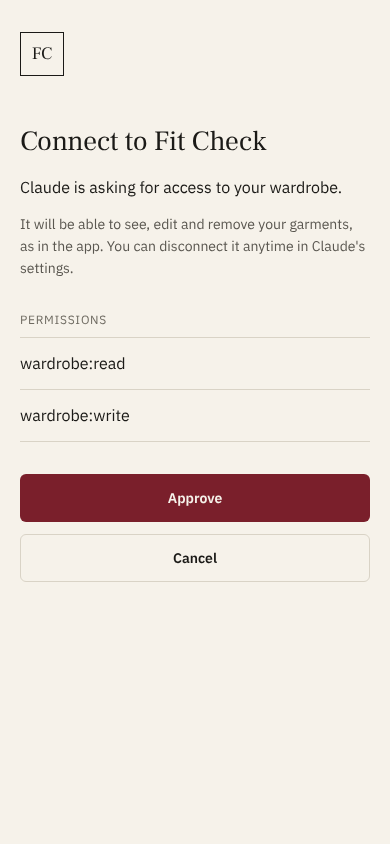 FC
Connect to Fit Check
Claude is asking for access to your wardrobe.
It will be able to see, edit and remove your garments,
as in the app. You can disconnect it anytime in Claude's
settings.
PERMISSIONS
wardrobe:read
wardrobe:write
Approve
Cancel